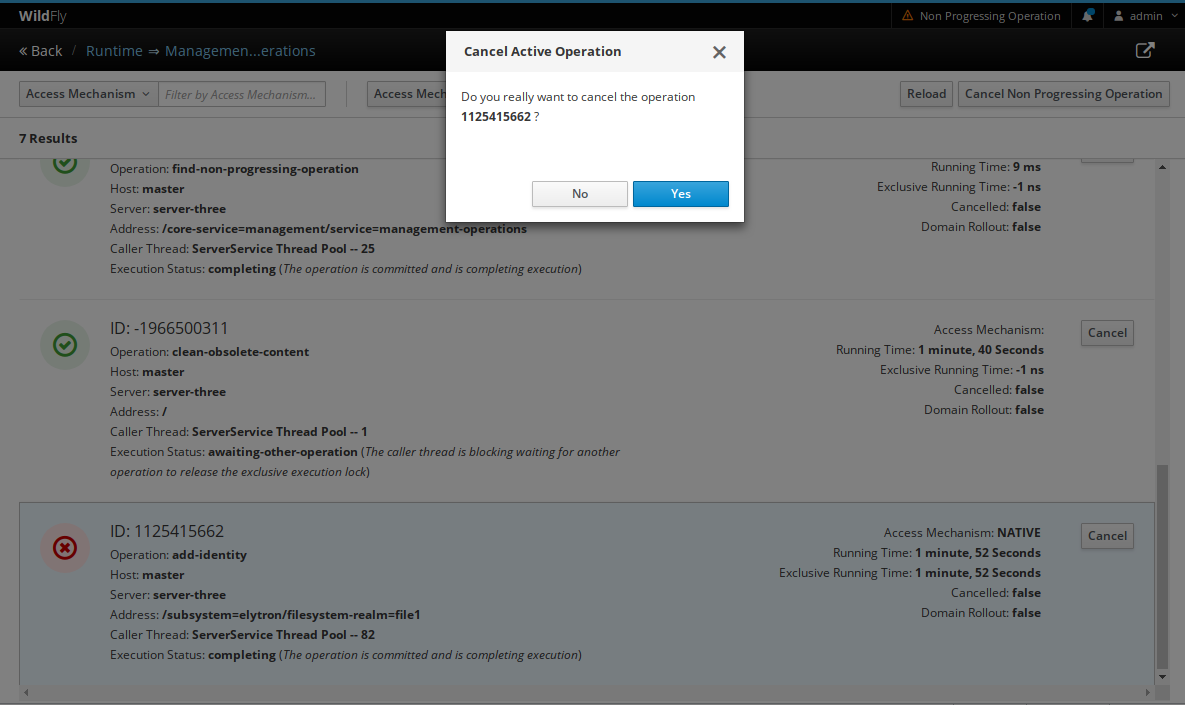 WildFly
Non Progressing Operation
admin
« Back / Runtime ⇒ Managemen...erations
Cancel Active Operation
Do you really want to cancel the operation
1125415662 ?
No
Yes
Access Mechanism
Filter by Access Mechanism...
Access Mech
Reload
Cancel Non Progressing Operation
7 Results
Operation: find-non-progressing-operation
Host: master
Server: server-three
Address: /core-service=management/service=management-operations
Caller Thread: ServerService Thread Pool -- 25
Execution Status: completing (The operation is committed and is completing execution)
Running Time: 9 ms
Exclusive Running Time: -1 ns
Cancelled: false
Domain Rollout: false
ID: -1966500311
Operation: clean-obsolete-content
Host: master
Server: server-three
Address: /
Caller Thread: ServerService Thread Pool -- 1
Execution Status: awaiting-other-operation (The caller thread is blocking waiting for another
operation to release the exclusive execution lock)
Access Mechanism:
Running Time: 1 minute, 40 Seconds
Exclusive Running Time: -1 ns
Cancelled: false
Domain Rollout: false
Cancel
ID: 1125415662
Operation: add-identity
Host: master
Server: server-three
Address: /subsystem=elytron/filesystem-realm=file1
Caller Thread: ServerService Thread Pool -- 82
Execution Status: completing (The operation is committed and is completing execution)
Access Mechanism: NATIVE
Running Time: 1 minute, 52 Seconds
Exclusive Running Time: 1 minute, 52 Seconds
Cancelled: false
Domain Rollout: false
Cancel